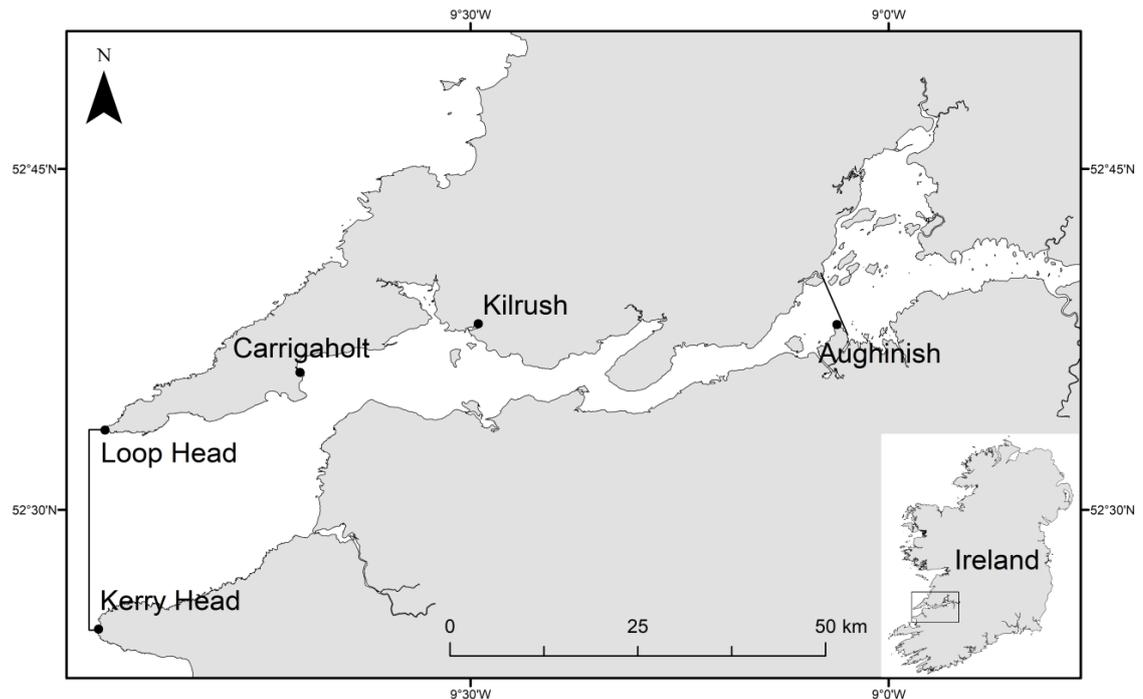 9°30'W 9°0'W
N
52°45'N 52°45'N
Kilrush
Carrigaholt
Aughinish
Loop Head
52°30'N 52°30'N
Ireland
Kerry Head
0 25 50 km
9°30'W 9°0'W